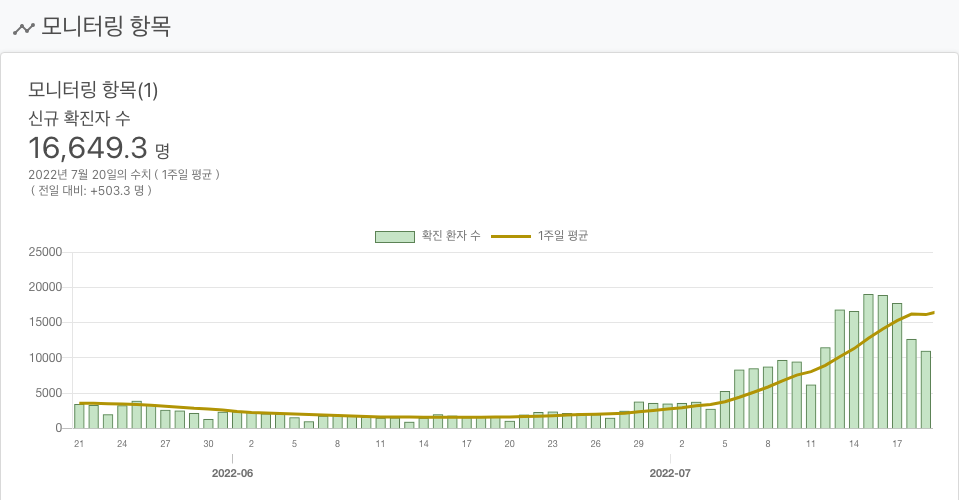 모니터링 항목
모니터링 항목(1)
신규 확진자 수
16,649.3 명
2022년 7월 20일의 수치 ( 1주일 평균 )
( 전일 대비: +503.3 명 )
확진 환자 수 1주일 평균
25000
20000
15000
10000
5000
0
21 24 27 30 2 5 8 11 14 17 20 23 26 29 2 5 8 11 14 17
2022-06 2022-07